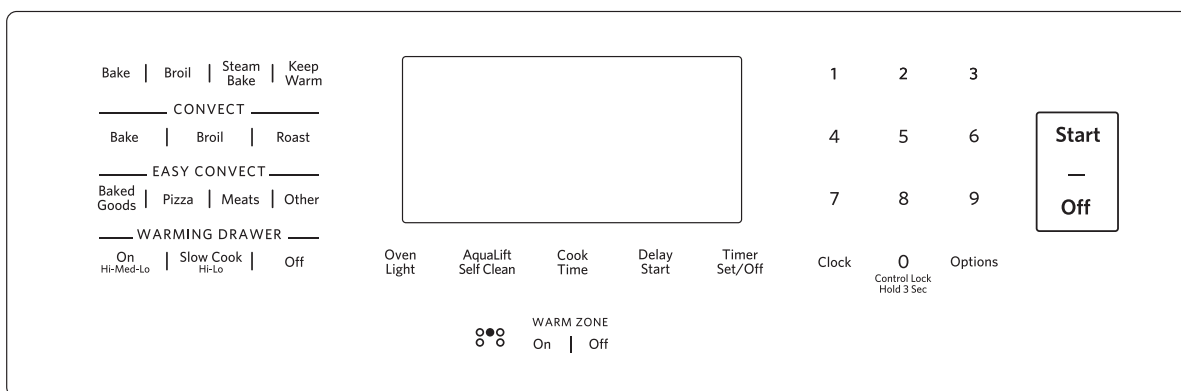 Bake | Broil | Steam Bake | Keep Warm
CONVECT
Bake | Broil | Roast
EASY CONVECT
Baked Goods | Pizza | Meats | Other
WARMING DRAWER
On Hi-Med-Lo | Slow Cook Hi-Lo | Off
Oven Light
AquaLift Self Clean
Cook Time
Delay Start
Timer Set/Off
WARM ZONE
On | Off
1 2 3
4 5 6
7 8 9
Clock 0 Options
Control Lock
Hold 3 Sec
Start
—
Off